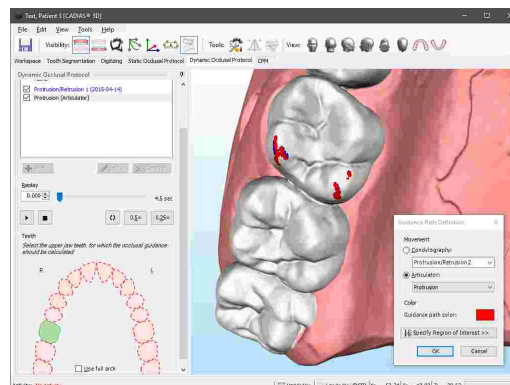 Test, Patient 3 [CADIAS® 3D]
File Edit View Tools Help
Visibility: Tools: View:
Workspace Tooth Segmentation Digitizing Static Occlusal Protocol Dynamic Occlusal Protocol CPM
Dynamic Occlusal Protocol
Protrusion/Retrusion 1 (2015-04-14)
Protrusion (Articulator)
Replay
0.000 4.5 sec
0,5× 0,25×
Teeth
Select the upper jaw teeth, for which the occlusal guidance should be calculated
R L
Use full arch
Guidance Path Definition
Movement
Condylography:
Protrusion/Retrusion 2
Articulator:
Protrusion
Color
Guidance path color:
Specify Region of Interest >>
OK Cancel